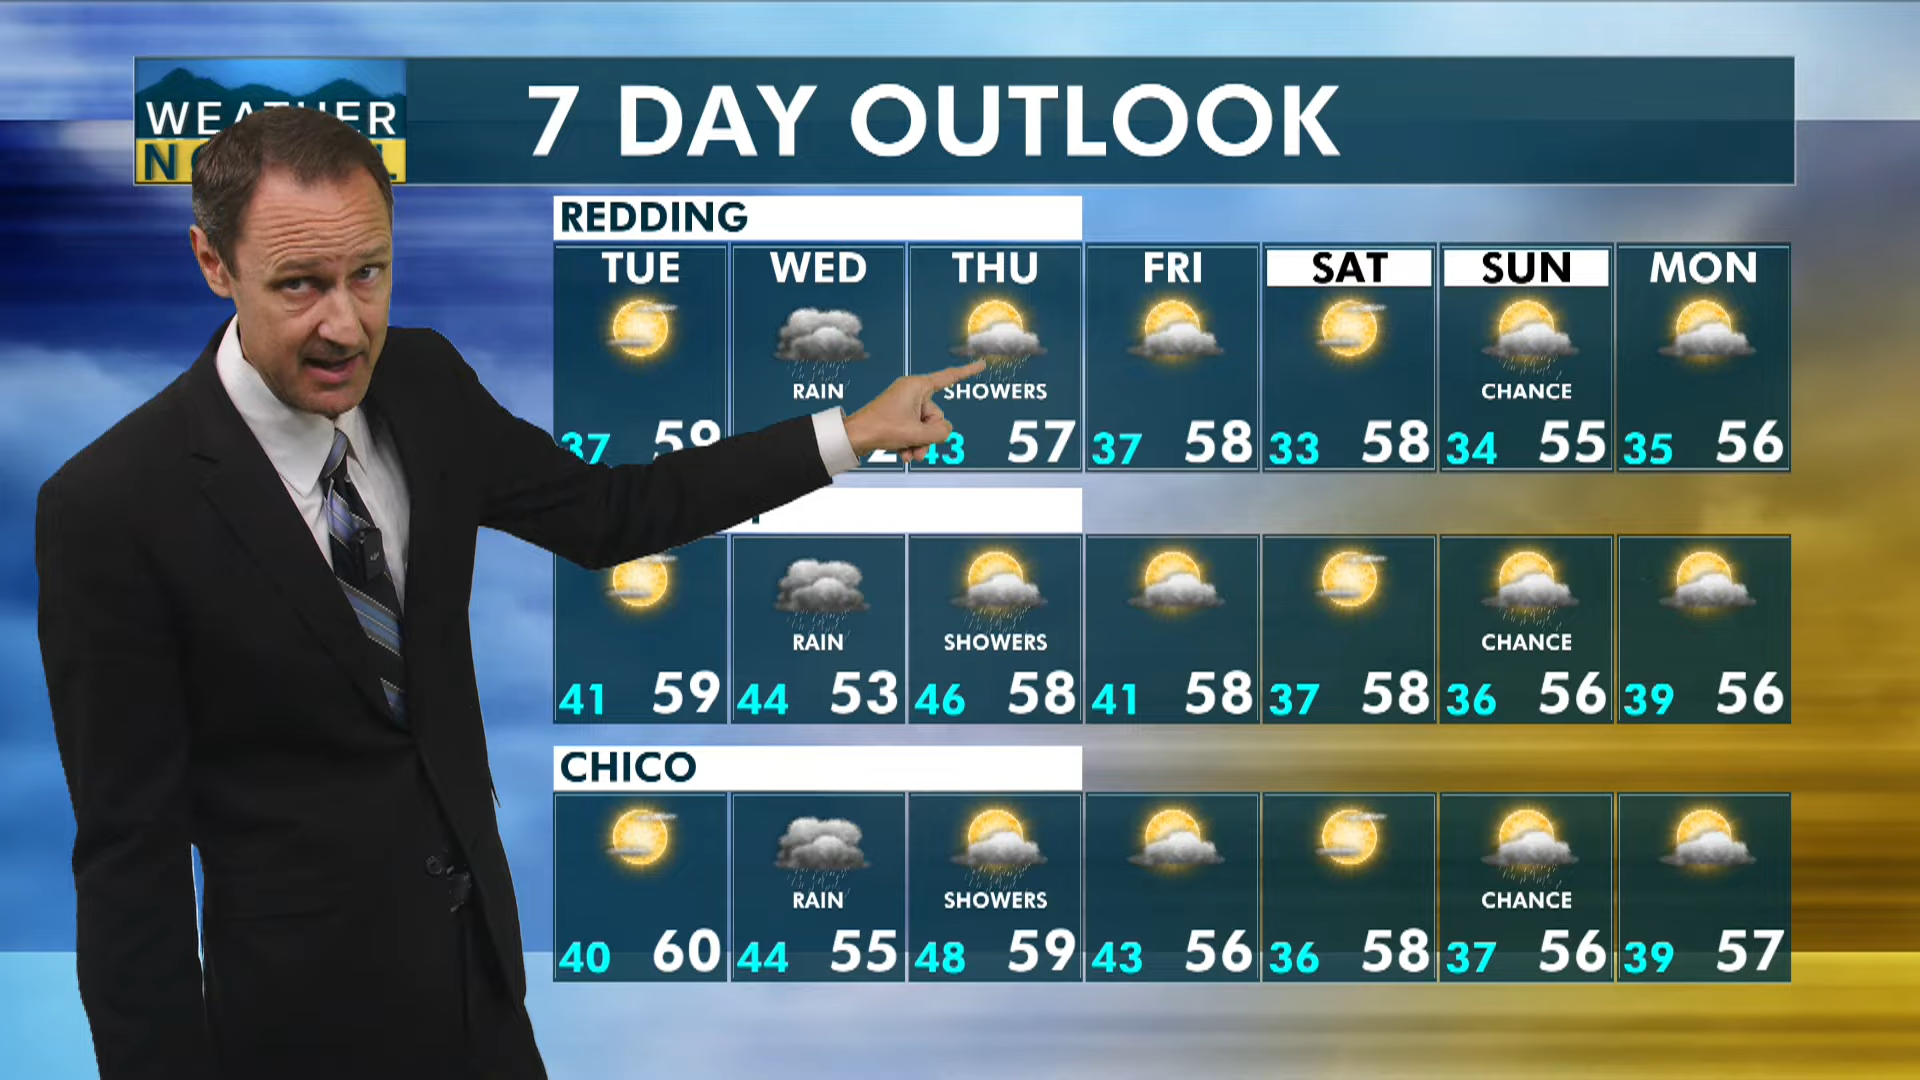 7 DAY OUTLOOK
REDDING
TUE WED THU FRI SAT SUN MON
RAIN SHOWERS CHANCE
37 59 43 57 37 58 33 58 34 55 35 56
RAIN SHOWERS CHANCE
41 59 44 53 46 58 41 58 37 58 36 56 39 56
CHICO
RAIN SHOWERS CHANCE
40 60 44 55 48 59 43 56 36 58 37 56 39 57